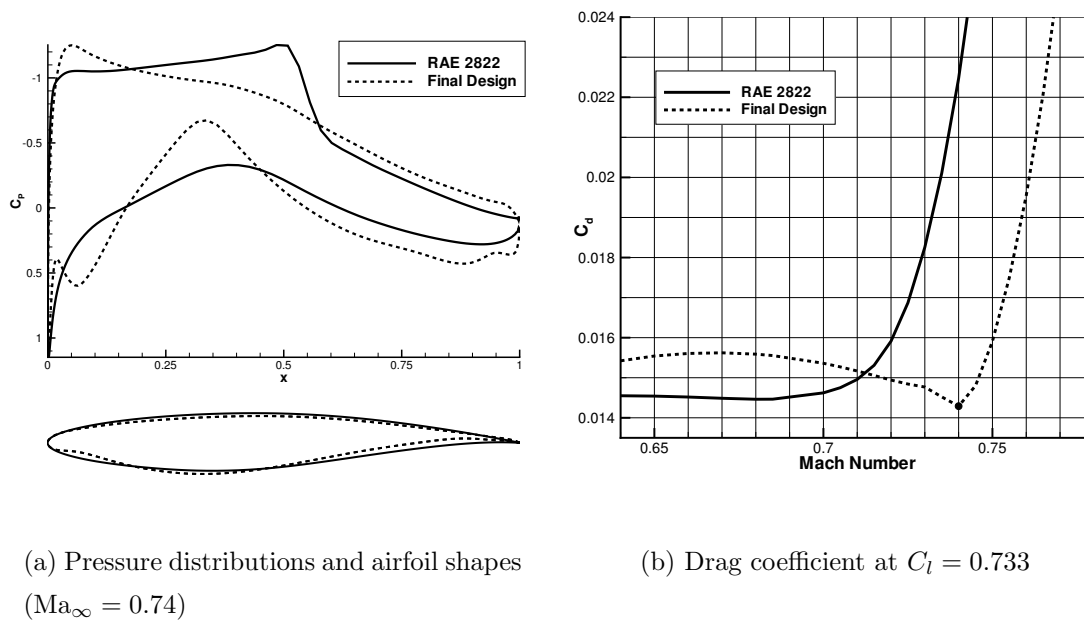 -1
-0.5
0
0.5
1
C_P
RAE 2822
Final Design
0
0.25
0.5
0.75
1
x
0.024
0.022
0.02
0.018
0.016
0.014
C_d
RAE 2822
Final Design
0.65
0.7
0.75
Mach Number
(a) Pressure distributions and airfoil shapes
(Ma∞ = 0.74)
(b) Drag coefficient at C_l = 0.733